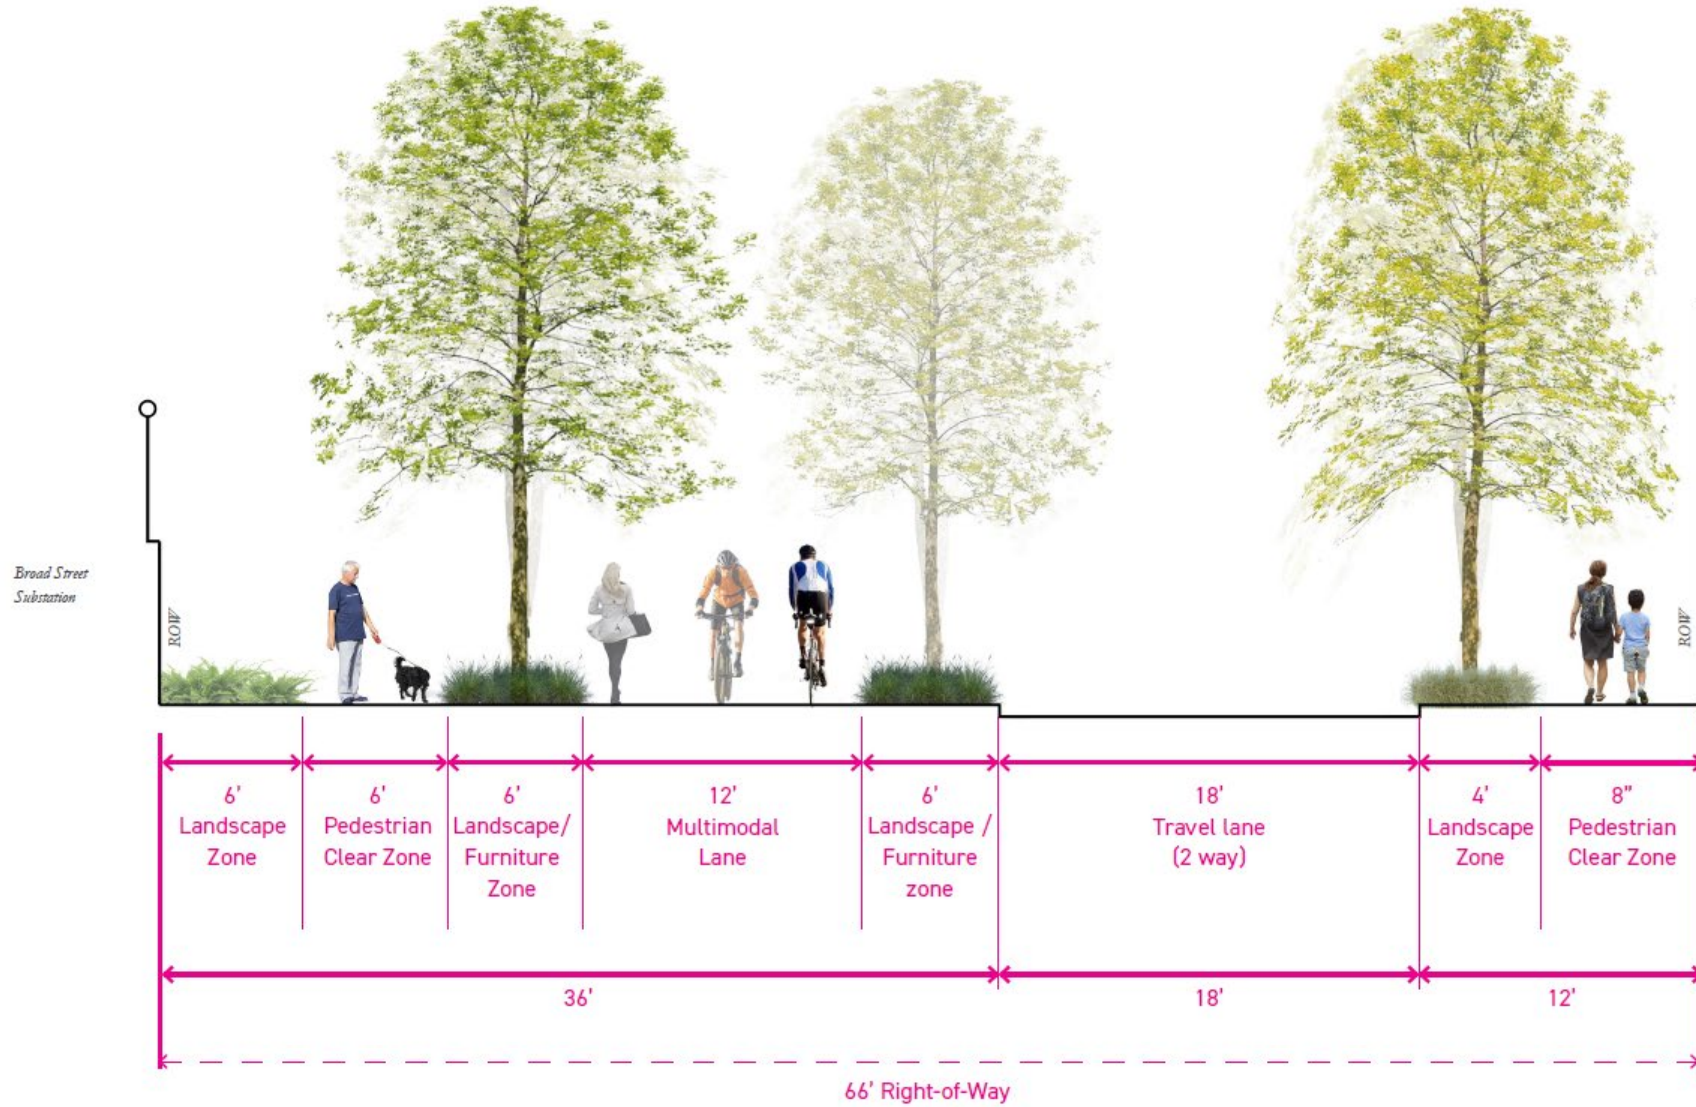 Broad Street
Substation
ROW
ROW
6’
Landscape
Zone
6’
Pedestrian
Clear Zone
6’
Landscape/
Furniture
Zone
12’
Multimodal
Lane
6’
Landscape /
Furniture
zone
18’
Travel lane
(2 way)
4’
Landscape
Zone
8”
Pedestrian
Clear Zone
36’
18’
12’
66’ Right-of-Way